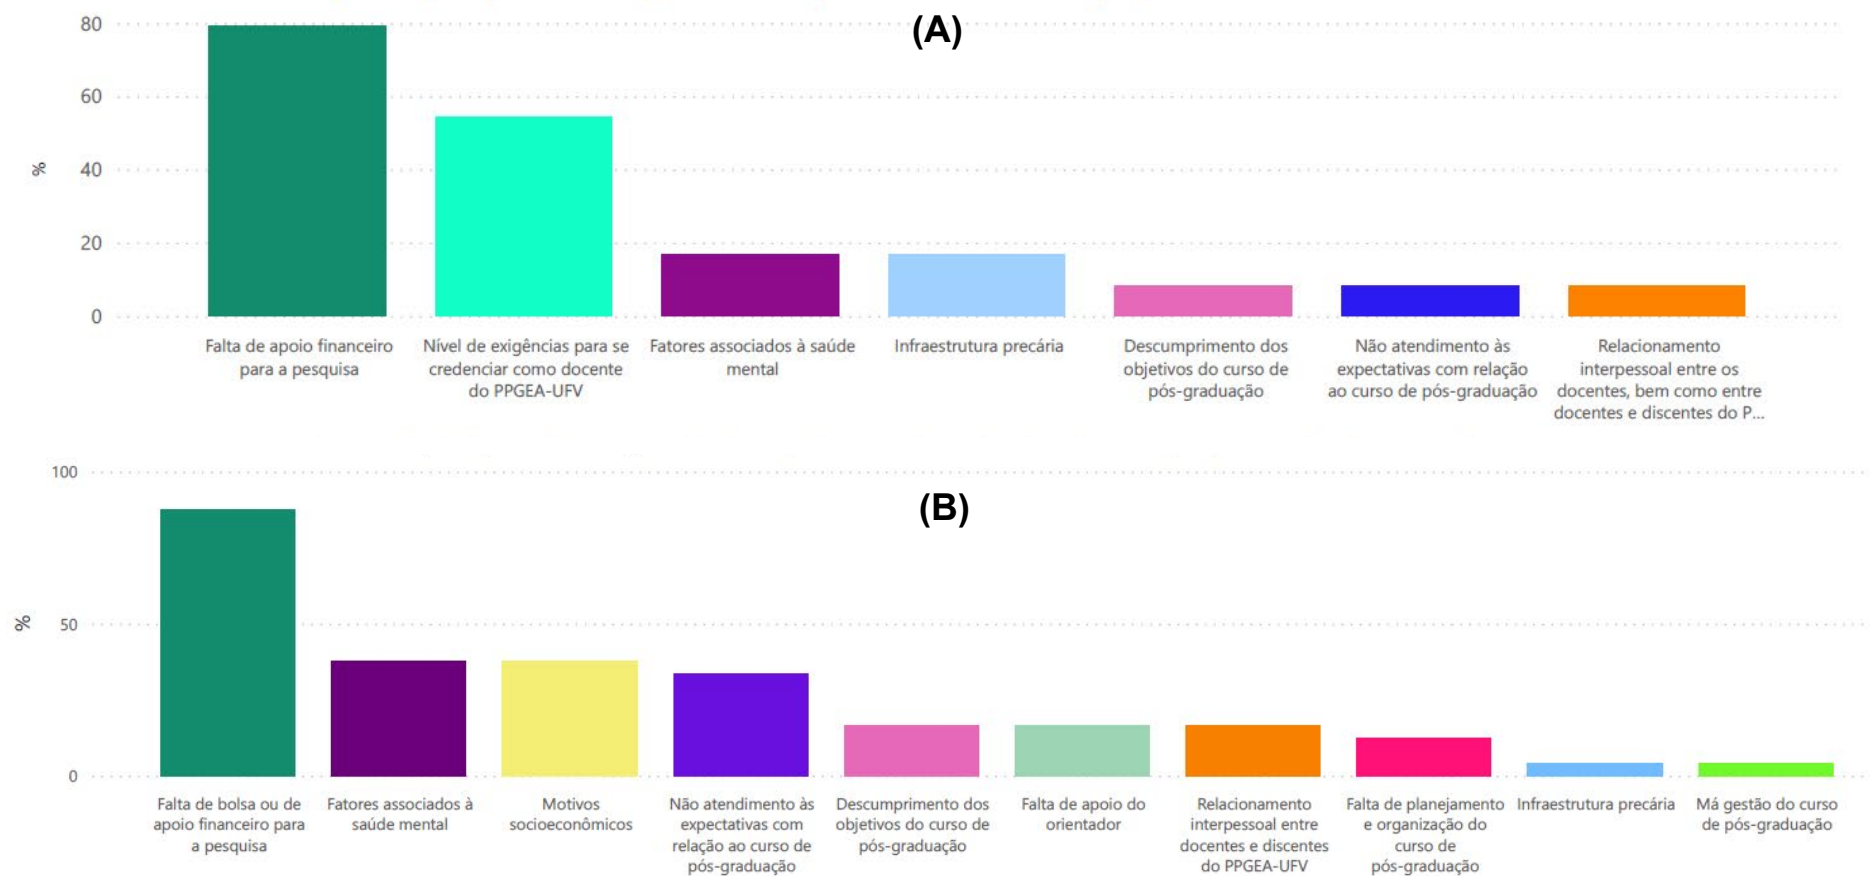 (A)
80
60
40
20
0
%
Falta de apoio financeiro
para a pesquisa
Nível de exigências para se
credenciar como docente
do PPGEA-UFV
Fatores associados à saúde
mental
Infraestrutura precária
Descumprimento dos
objetivos do curso de
pós-graduação
Não atendimento às
expectativas com relação
ao curso de pós-graduação
Relacionamento
interpessoal entre os
docentes, bem como entre
docentes e discentes do P...
(B)
100
50
0
%
Falta de bolsa ou de
apoio financeiro para
a pesquisa
Fatores associados à
saúde mental
Motivos
socioeconômicos
Não atendimento às
expectativas com
relação ao curso de
pós-graduação
Descumprimento dos
objetivos do curso de
pós-graduação
Falta de apoio do
orientador
Relacionamento
interpessoal entre
docentes e discentes
do PPGEA-UFV
Falta de planejamento
e organização do
curso de
pós-graduação
Infraestrutura precária
Má gestão do curso
de pós-graduação